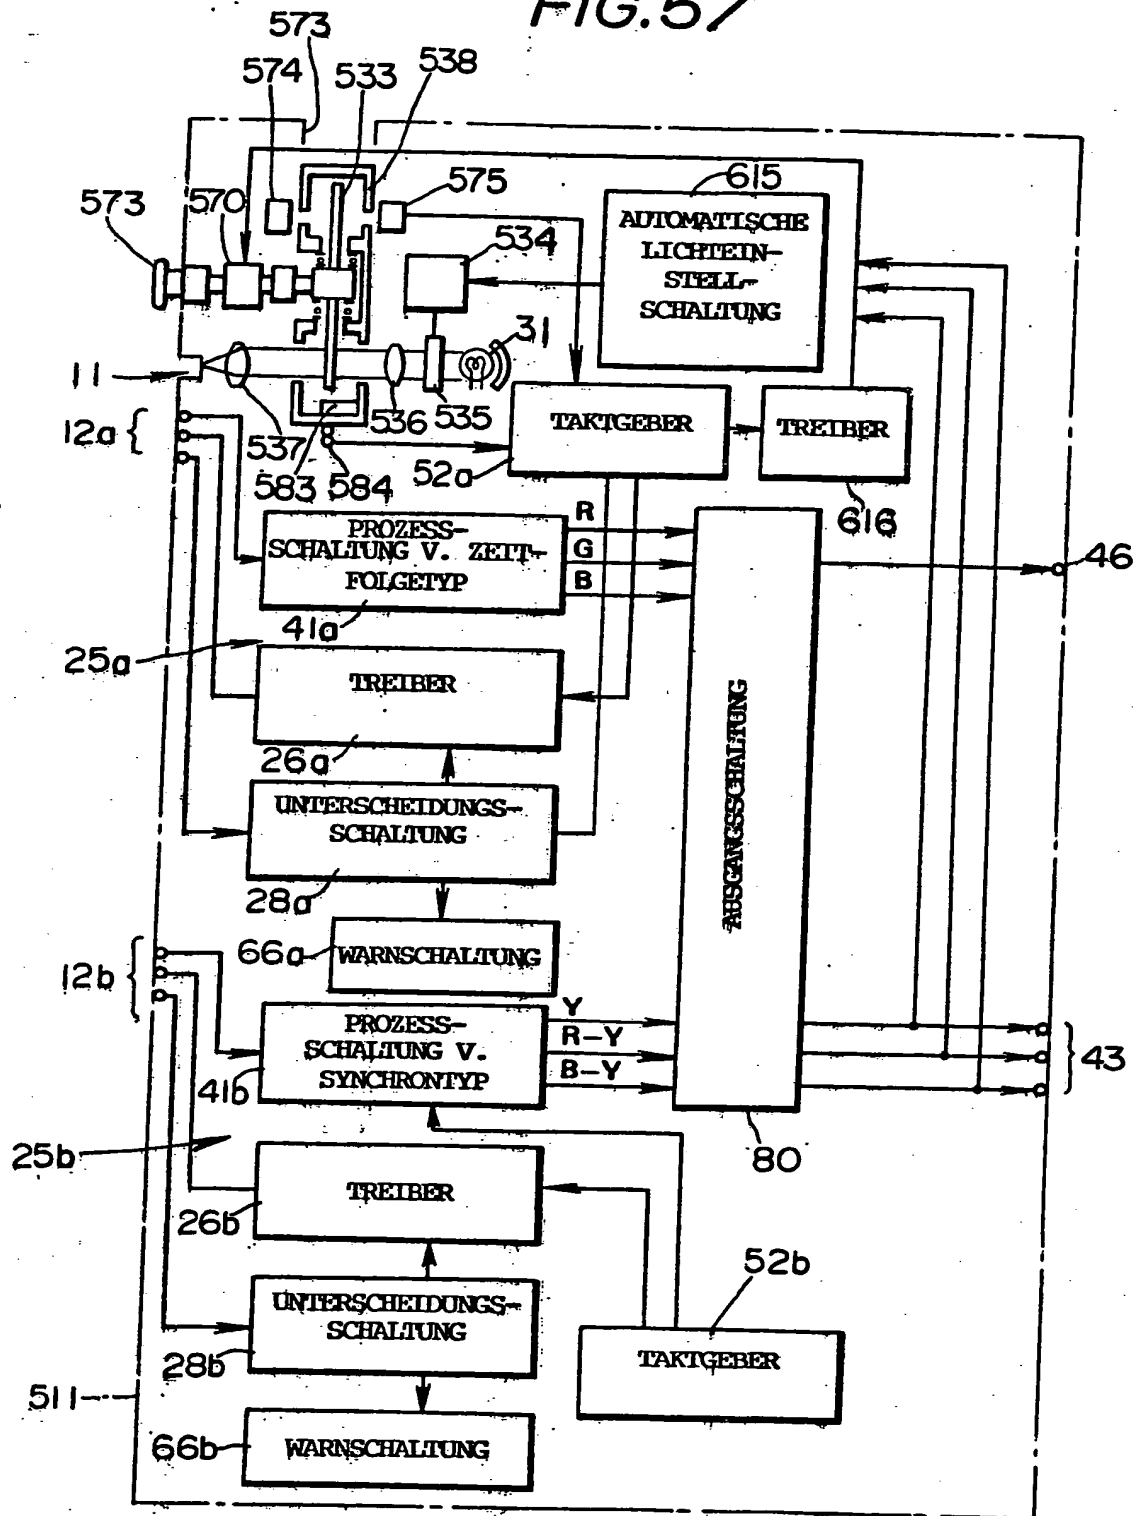 FIG. 57
573
574
533
538
575
573
570
534
615
AUTOMATISCHE
LICHTEIN-
STELL-
SCHALTUNG
31
11
12a
537
536
535
583
584
52a
TAKTGEBER
TREIBER
616
PROZESS-
SCHALTUNG V. ZEIT-
FOLGETYP
R
G
B
46
41a
25a
TREIBER
26a
UNTERSCHEIDUNGS-
SCHALTUNG
28a
AUSGANGSSCHALTUNG
66a
WARNSCHALTUNG
12b
PROZESS-
SCHALTUNG V.
SYNCHRONTYP
Y
R-Y
B-Y
43
41b
80
25b
TREIBER
26b
52b
UNTERSCHEIDUNGS-
SCHALTUNG
TAKTGEBER
28b
511
66b
WARNSCHALTUNG